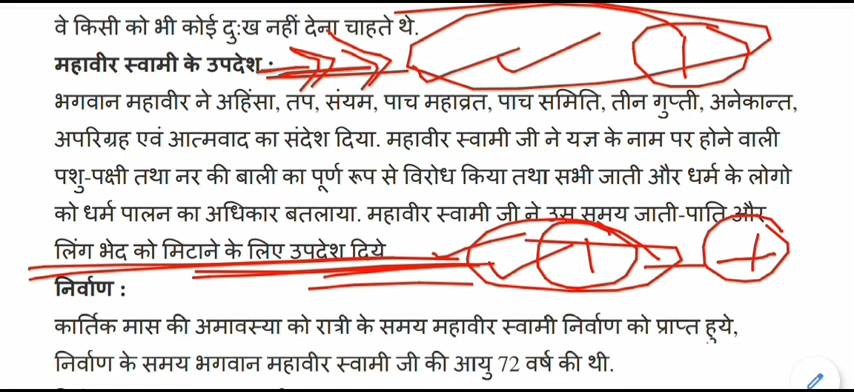 वे किसी को भी कोई दुःख नहीं देना चाहते थे.
महावीर स्वामी के उपदेश :
भगवान महावीर ने अहिंसा, तप, संयम, पाच महाव्रत, पाच समिति, तीन गुप्ती, अनेकान्त,
अपरिग्रह एवं आत्मवाद का संदेश दिया. महावीर स्वामी जी ने यज्ञ के नाम पर होने वाली
पशु-पक्षी तथा नर की बाली का पूर्ण रूप से विरोध किया तथा सभी जाती और धर्म के लोगो
को धर्म पालन का अधिकार बतलाया. महावीर स्वामी जी ने उस समय जाती-पाति और
लिंग भेद को मिटाने के लिए उपदेश दिये
निर्वाण :
कार्तिक मास की अमावस्या को रात्री के समय महावीर स्वामी निर्वाण को प्राप्त हुये,
निर्वाण के समय भगवान महावीर स्वामी जी की आयु 72 वर्ष की थी.